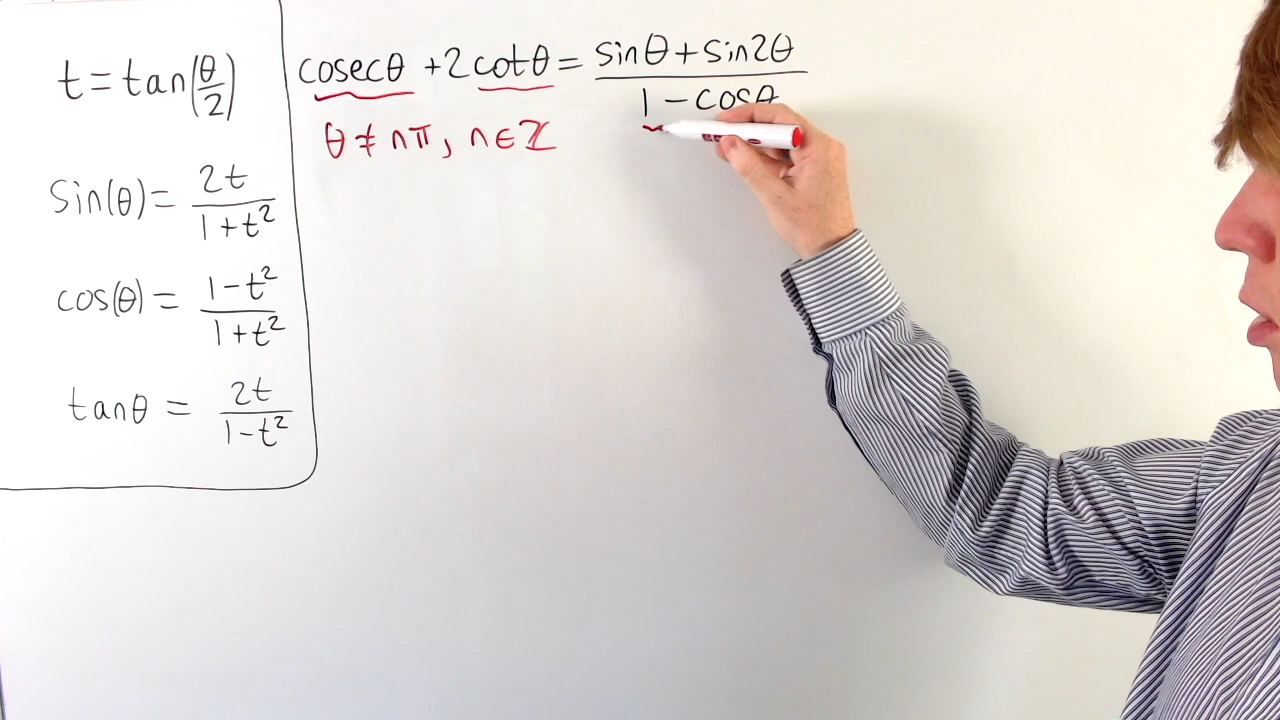 t = tan(θ/2)
sin(θ) = 2t/(1+t²)
cos(θ) = (1-t²)/(1+t²)
tanθ = 2t/(1-t²)
cosecθ + 2cotθ = (sinθ + sin2θ)/(1 - cosθ)
θ ≠ nπ, n ∈ ℤ